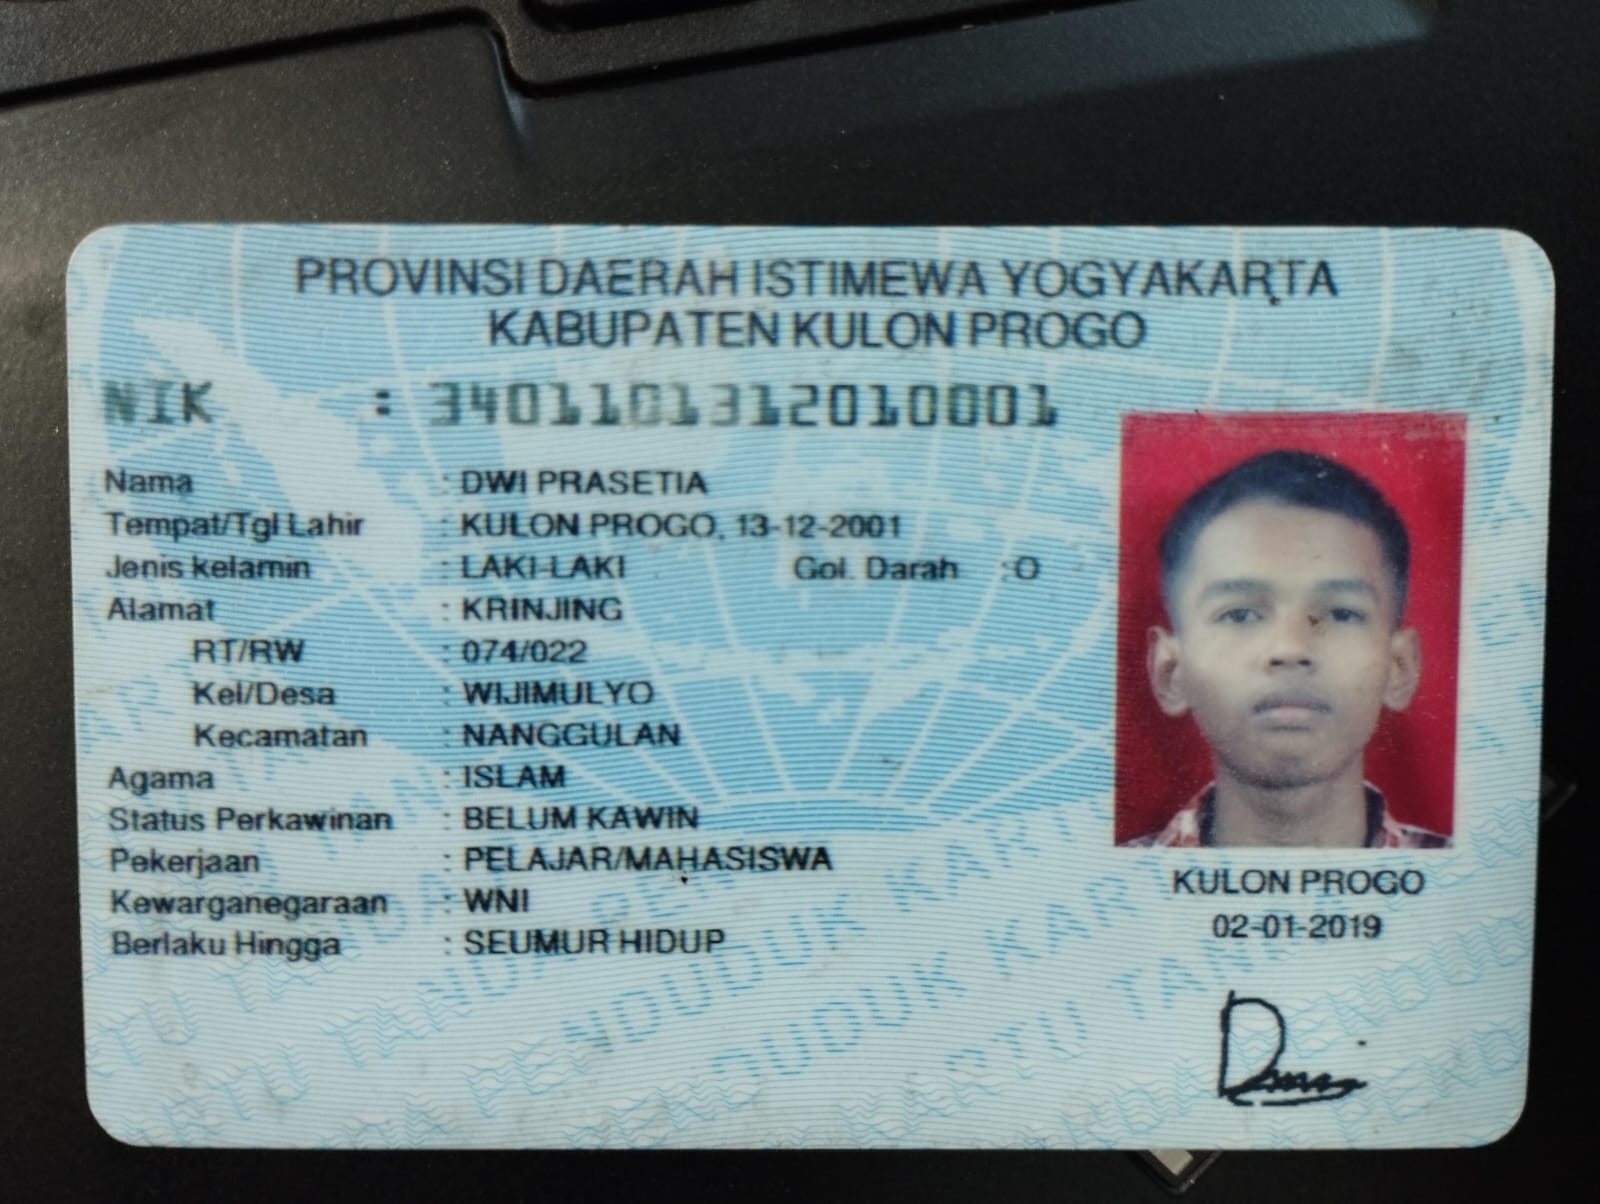 PROVINSI DAERAH ISTIMEWA YOGYAKARTA
KABUPATEN KULON PROGO
NIK : 3401101312010001
Nama : DWI PRASETIA
Tempat/Tgl Lahir : KULON PROGO, 13-12-2001
Jenis kelamin : LAKI-LAKI Gol. Darah : O
Alamat : KRINJING
RT/RW : 074/022
Kel/Desa : WIJIMULYO
Kecamatan : NANGGULAN
Agama : ISLAM
Status Perkawinan : BELUM KAWIN
Pekerjaan : PELAJAR/MAHASISWA
Kewarganegaraan : WNI
Berlaku Hingga : SEUMUR HIDUP
KULON PROGO
02-01-2019